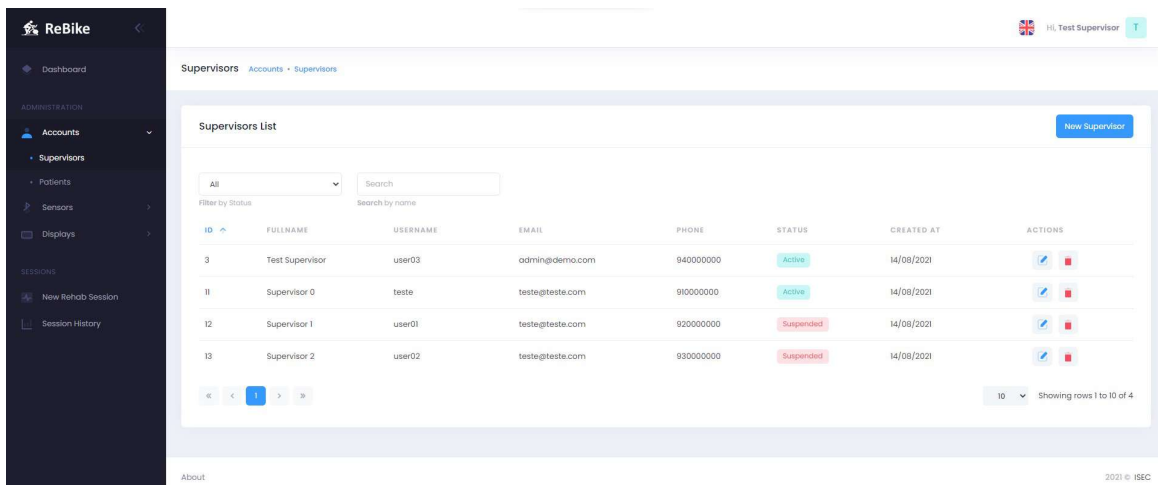 ReBike
Hi, Test Supervisor T
Dashboard
Supervisors Accounts • Supervisors
ADMINISTRATION
Accounts
Supervisors
Patients
Sensors
Displays
SESSIONS
New Rehab Session
Session History
Supervisors List
New Supervisor
All Search
Filter by Status Search by name
ID FULLNAME USERNAME EMAIL PHONE STATUS CREATED AT ACTIONS
3 Test Supervisor user03 admin@demo.com 940000000 Active 14/08/2021
11 Supervisor 0 teste teste@teste.com 910000000 Active 14/08/2021
12 Supervisor 1 user01 teste@teste.com 920000000 Suspended 14/08/2021
13 Supervisor 2 user02 teste@teste.com 930000000 Suspended 14/08/2021
« < 1 > » 10 Showing rows 1 to 10 of 4
About 2021 © ISEC